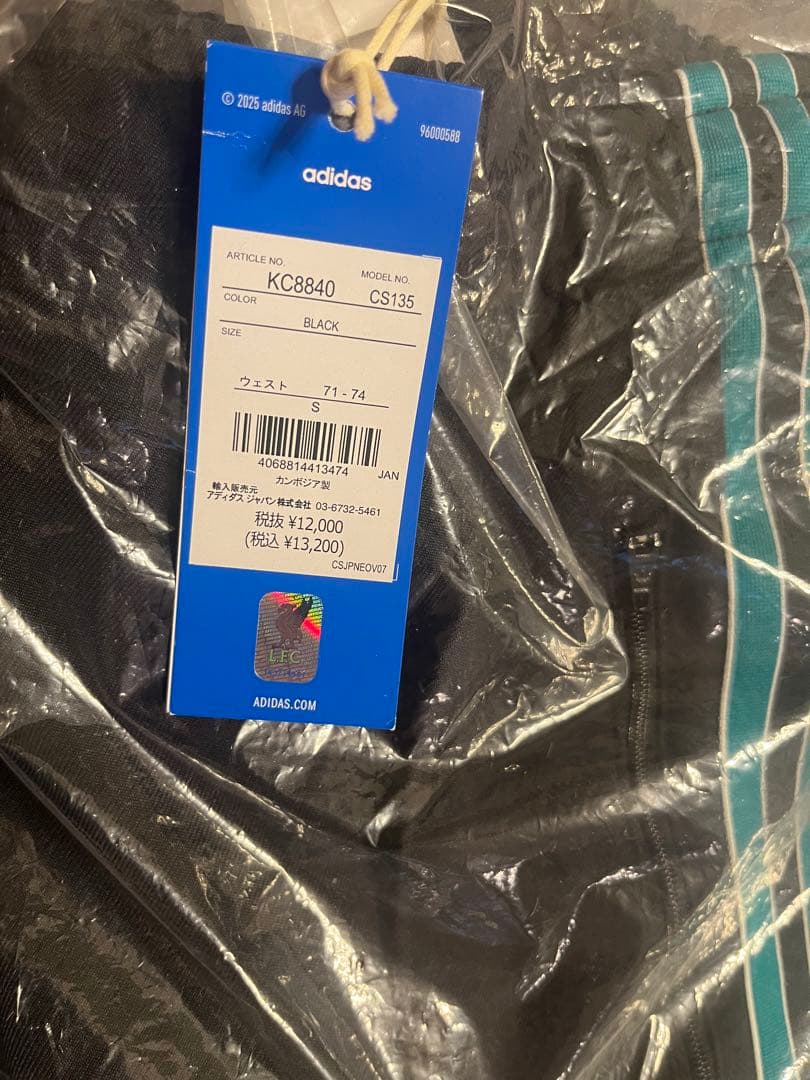 © 2025 adidas AG
96000588
adidas
ARTICLE NO.
KC8840
MODEL NO.
CS135
COLOR
BLACK
SIZE
ウェスト 71 - 74
S
4068814413474
JAN
カンボジア製
輸入販売元
アディダス ジャパン株式会社 03-6732-5461
税抜 ¥12,000
(税込 ¥13,200)
CSJPNEOV07
L.F.C.
ADIDAS.COM